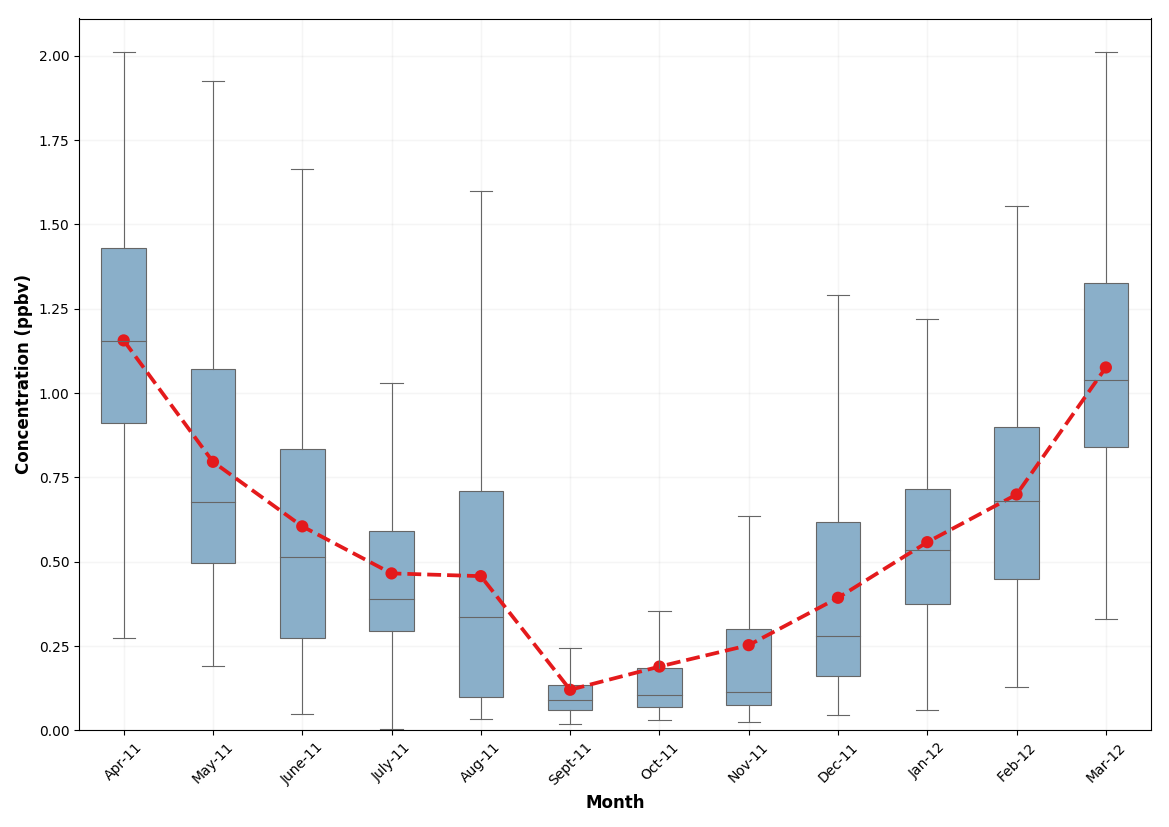 Concentration (ppbv)
2.00
1.75
1.50
1.25
1.00
0.75
0.50
0.25
0.00
Apr-11
May-11
June-11
July-11
Aug-11
Sept-11
Oct-11
Nov-11
Dec-11
Jan-12
Feb-12
Mar-12
Month